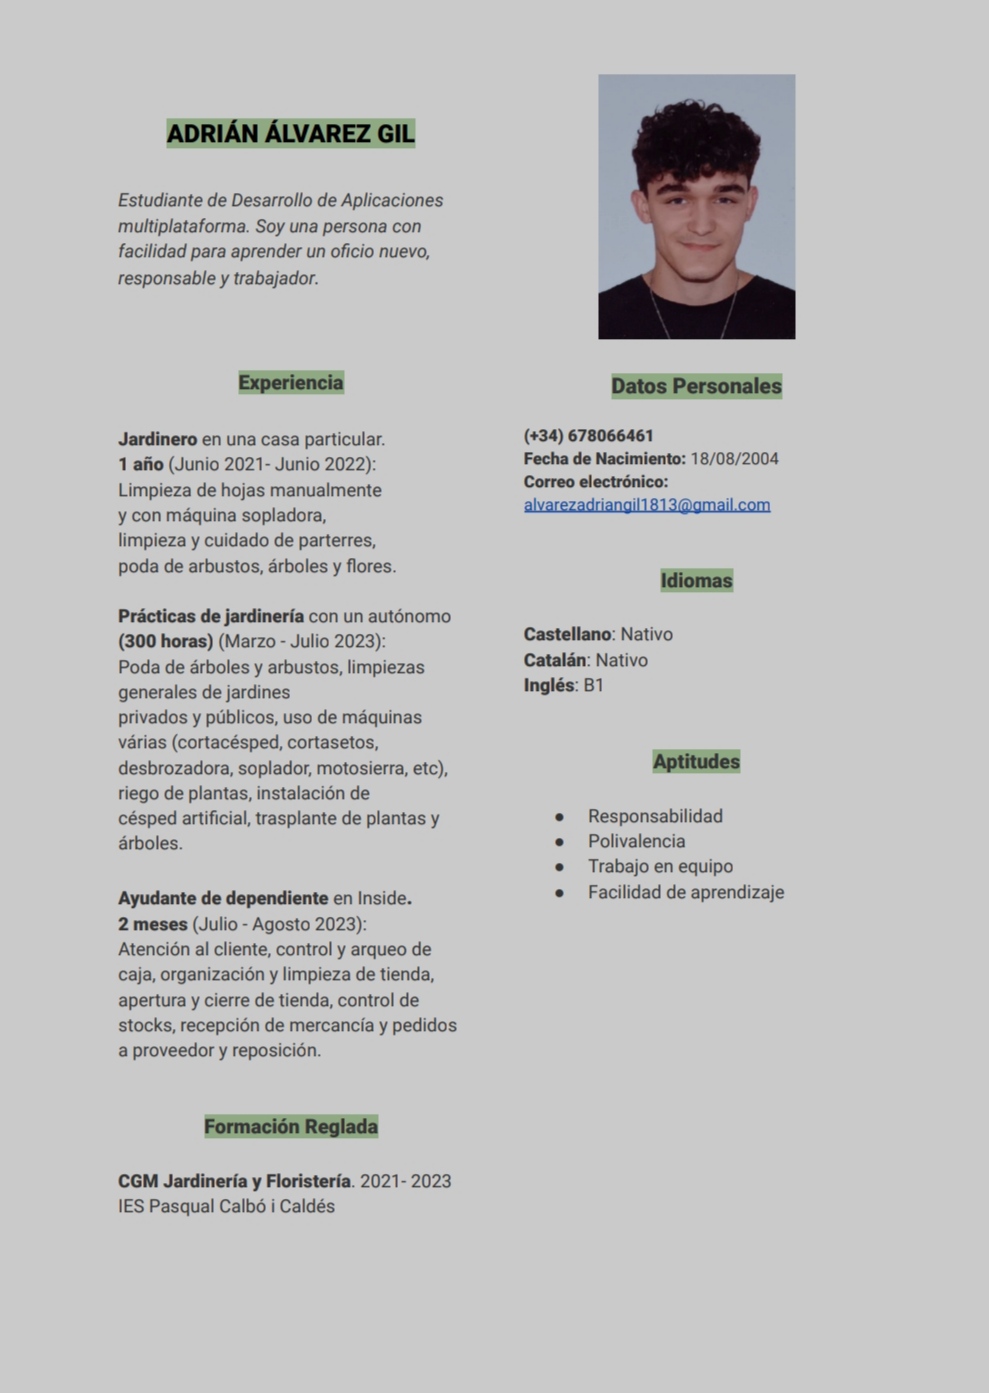 ADRIÁN ÁLVAREZ GIL
Estudiante de Desarrollo de Aplicaciones
multiplataforma. Soy una persona con
facilidad para aprender un oficio nuevo,
responsable y trabajador.
Experiencia
Jardinero en una casa particular.
1 año (Junio 2021- Junio 2022):
Limpieza de hojas manualmente
y con máquina sopladora,
limpieza y cuidado de parterres,
poda de arbustos, árboles y flores.
Prácticas de jardinería con un autónomo
(300 horas) (Marzo - Julio 2023):
Poda de árboles y arbustos, limpiezas
generales de jardines
privados y públicos, uso de máquinas
várias (cortacésped, cortasetos,
desbrozadora, soplador, motosierra, etc),
riego de plantas, instalación de
césped artificial, trasplante de plantas y
árboles.
Ayudante de dependiente en Inside.
2 meses (Julio - Agosto 2023):
Atención al cliente, control y arqueo de
caja, organización y limpieza de tienda,
apertura y cierre de tienda, control de
stocks, recepción de mercancía y pedidos
a proveedor y reposición.
Formación Reglada
CGM Jardinería y Floristería. 2021- 2023
IES Pasqual Calbó i Caldés
Datos Personales
(+34) 678066461
Fecha de Nacimiento: 18/08/2004
Correo electrónico:
alvarezadriangil1813@gmail.com
Idiomas
Castellano: Nativo
Catalán: Nativo
Inglés: B1
Aptitudes
● Responsabilidad
● Polivalencia
● Trabajo en equipo
● Facilidad de aprendizaje